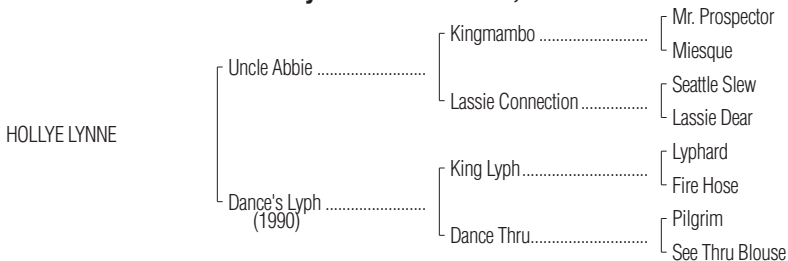 Mr. Prospector
Kingmambo
Miesque
Uncle Abbie
Seattle Slew
Lassie Connection
Lassie Dear
HOLLYE LYNNE
Lyphard
King Lyph
Fire Hose
Dance's Lyph
(1990)
Pilgrim
Dance Thru
See Thru Blouse